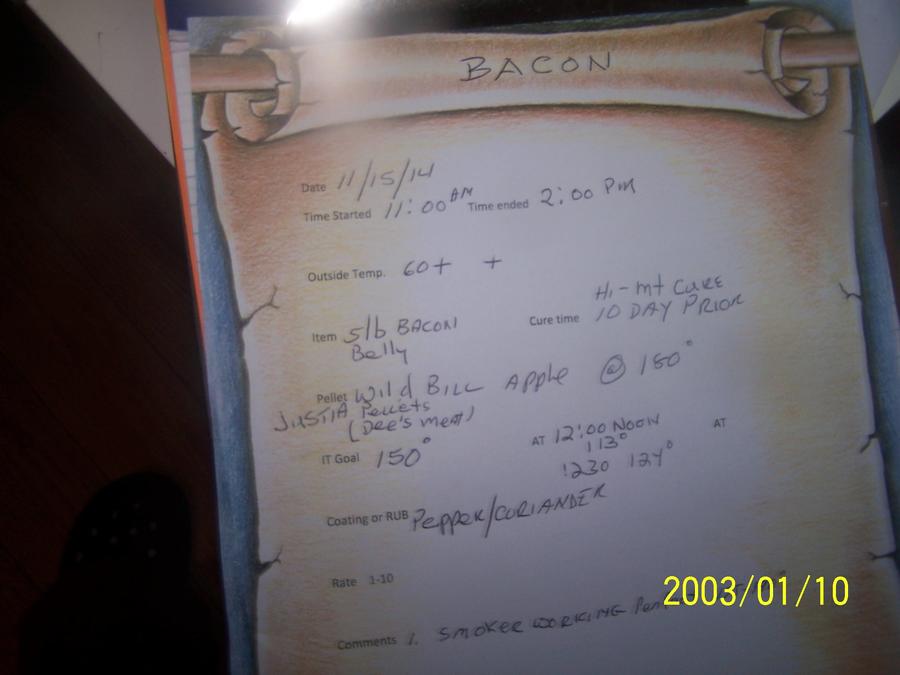 BACON
Date 11/15/14
Time Started 11:00 AM Time ended 2:00 PM
Outside Temp. 60+ +
Hi-mt CURE
Item 5lb BACON Cure time 10 DAY PRIOR
Belly
Pellet Wild BILL Apple @ 180°
Pellets
(Dee's meat)
IT Goal 150° AT 12:00 NOON AT
113°
1230 124°
Coating or RUB Pepper/CORIANDER
Rate 1-10
2003/01/10
Comments 1. SMOKER WORKING